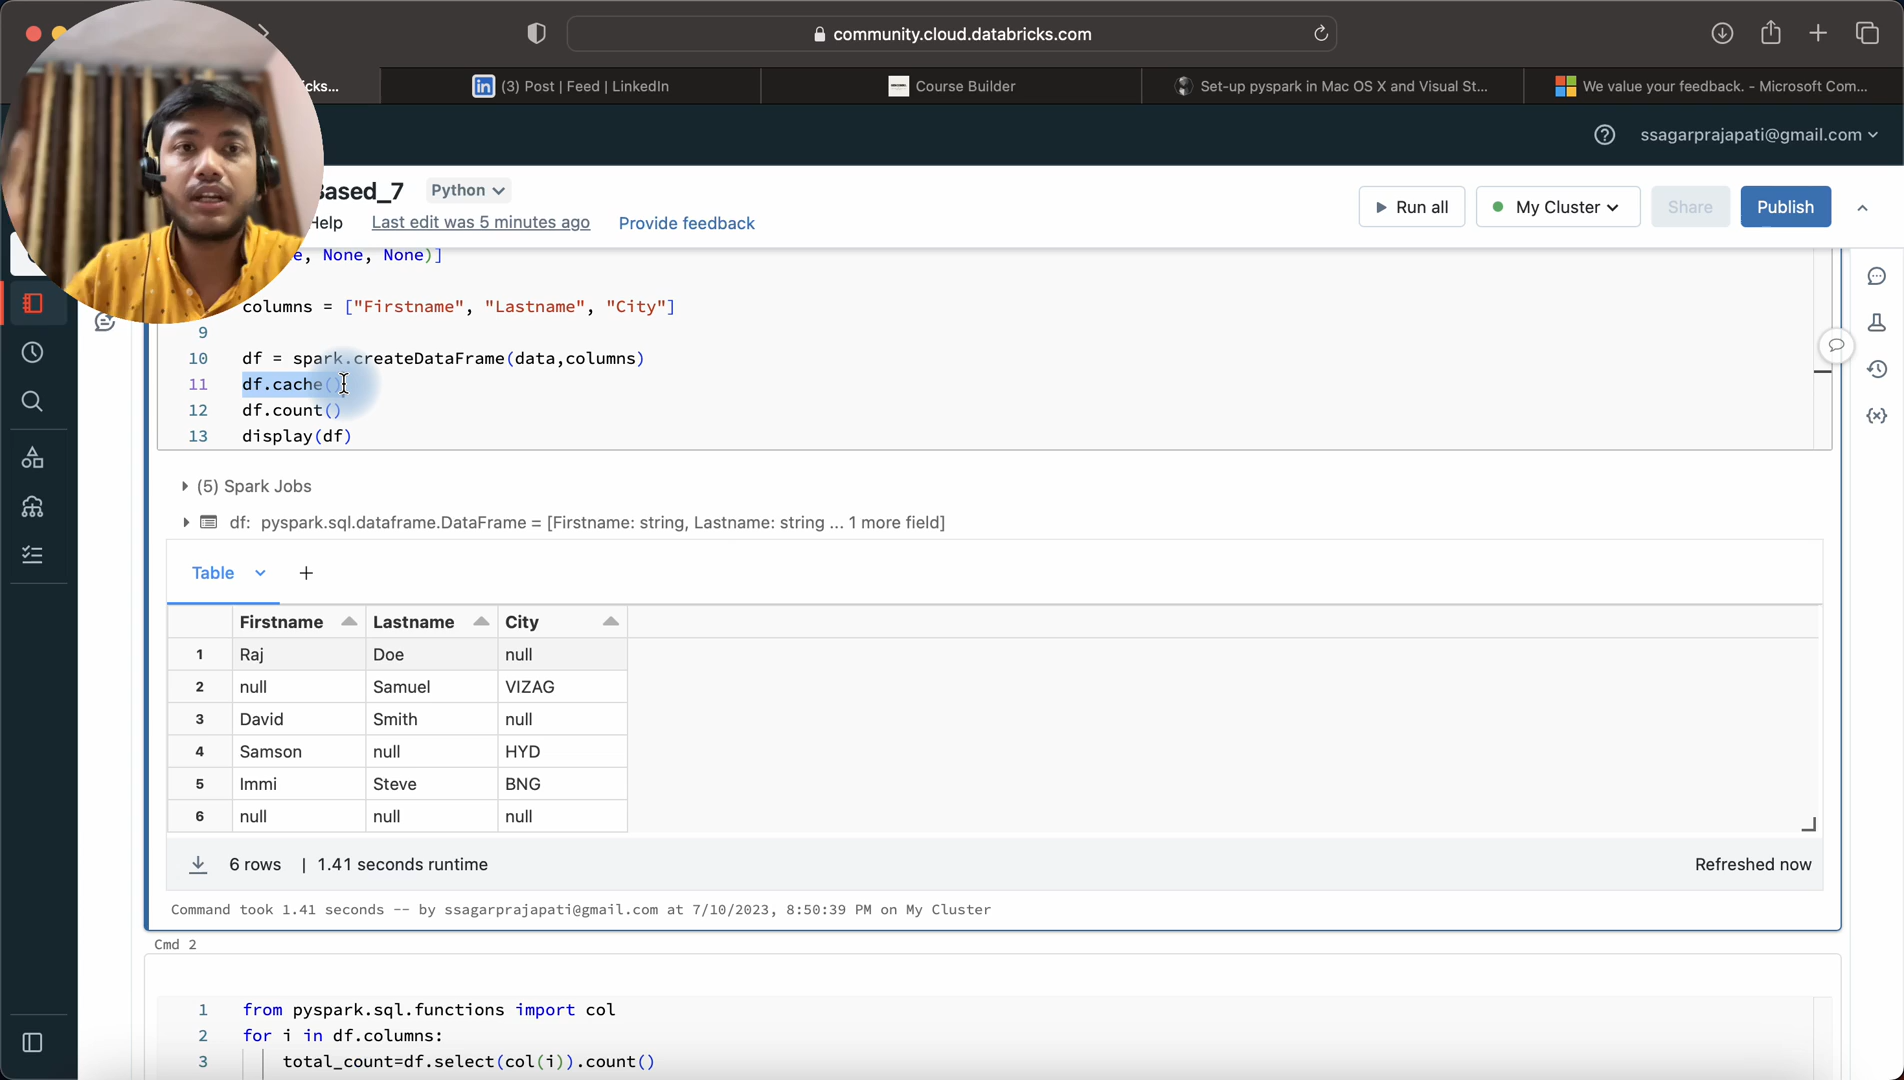 community.cloud.databricks.com
cks...
(3) Post | Feed | LinkedIn
Course Builder
Set-up pyspark in Mac OS X and Visual St...
We value your feedback. - Microsoft Com...
ssagarprajapati@gmail.com
ased_7
Python
Help
Last edit was 5 minutes ago
Provide feedback
Run all
My Cluster
Share
Publish
e, None, None)]
columns = ["Firstname", "Lastname", "City"]
9
10 df = spark.createDataFrame(data,columns)
11 df.cache()
12 df.count()
13 display(df)
(5) Spark Jobs
df: pyspark.sql.dataframe.DataFrame = [Firstname: string, Lastname: string ... 1 more field]
Table
+
Firstname Lastname City
1 Raj Doe null
2 null Samuel VIZAG
3 David Smith null
4 Samson null HYD
5 Immi Steve BNG
6 null null null
6 rows | 1.41 seconds runtime
Refreshed now
Command took 1.41 seconds -- by ssagarprajapati@gmail.com at 7/10/2023, 8:50:39 PM on My Cluster
Cmd 2
1 from pyspark.sql.functions import col
2 for i in df.columns:
3 total_count=df.select(col(i)).count()